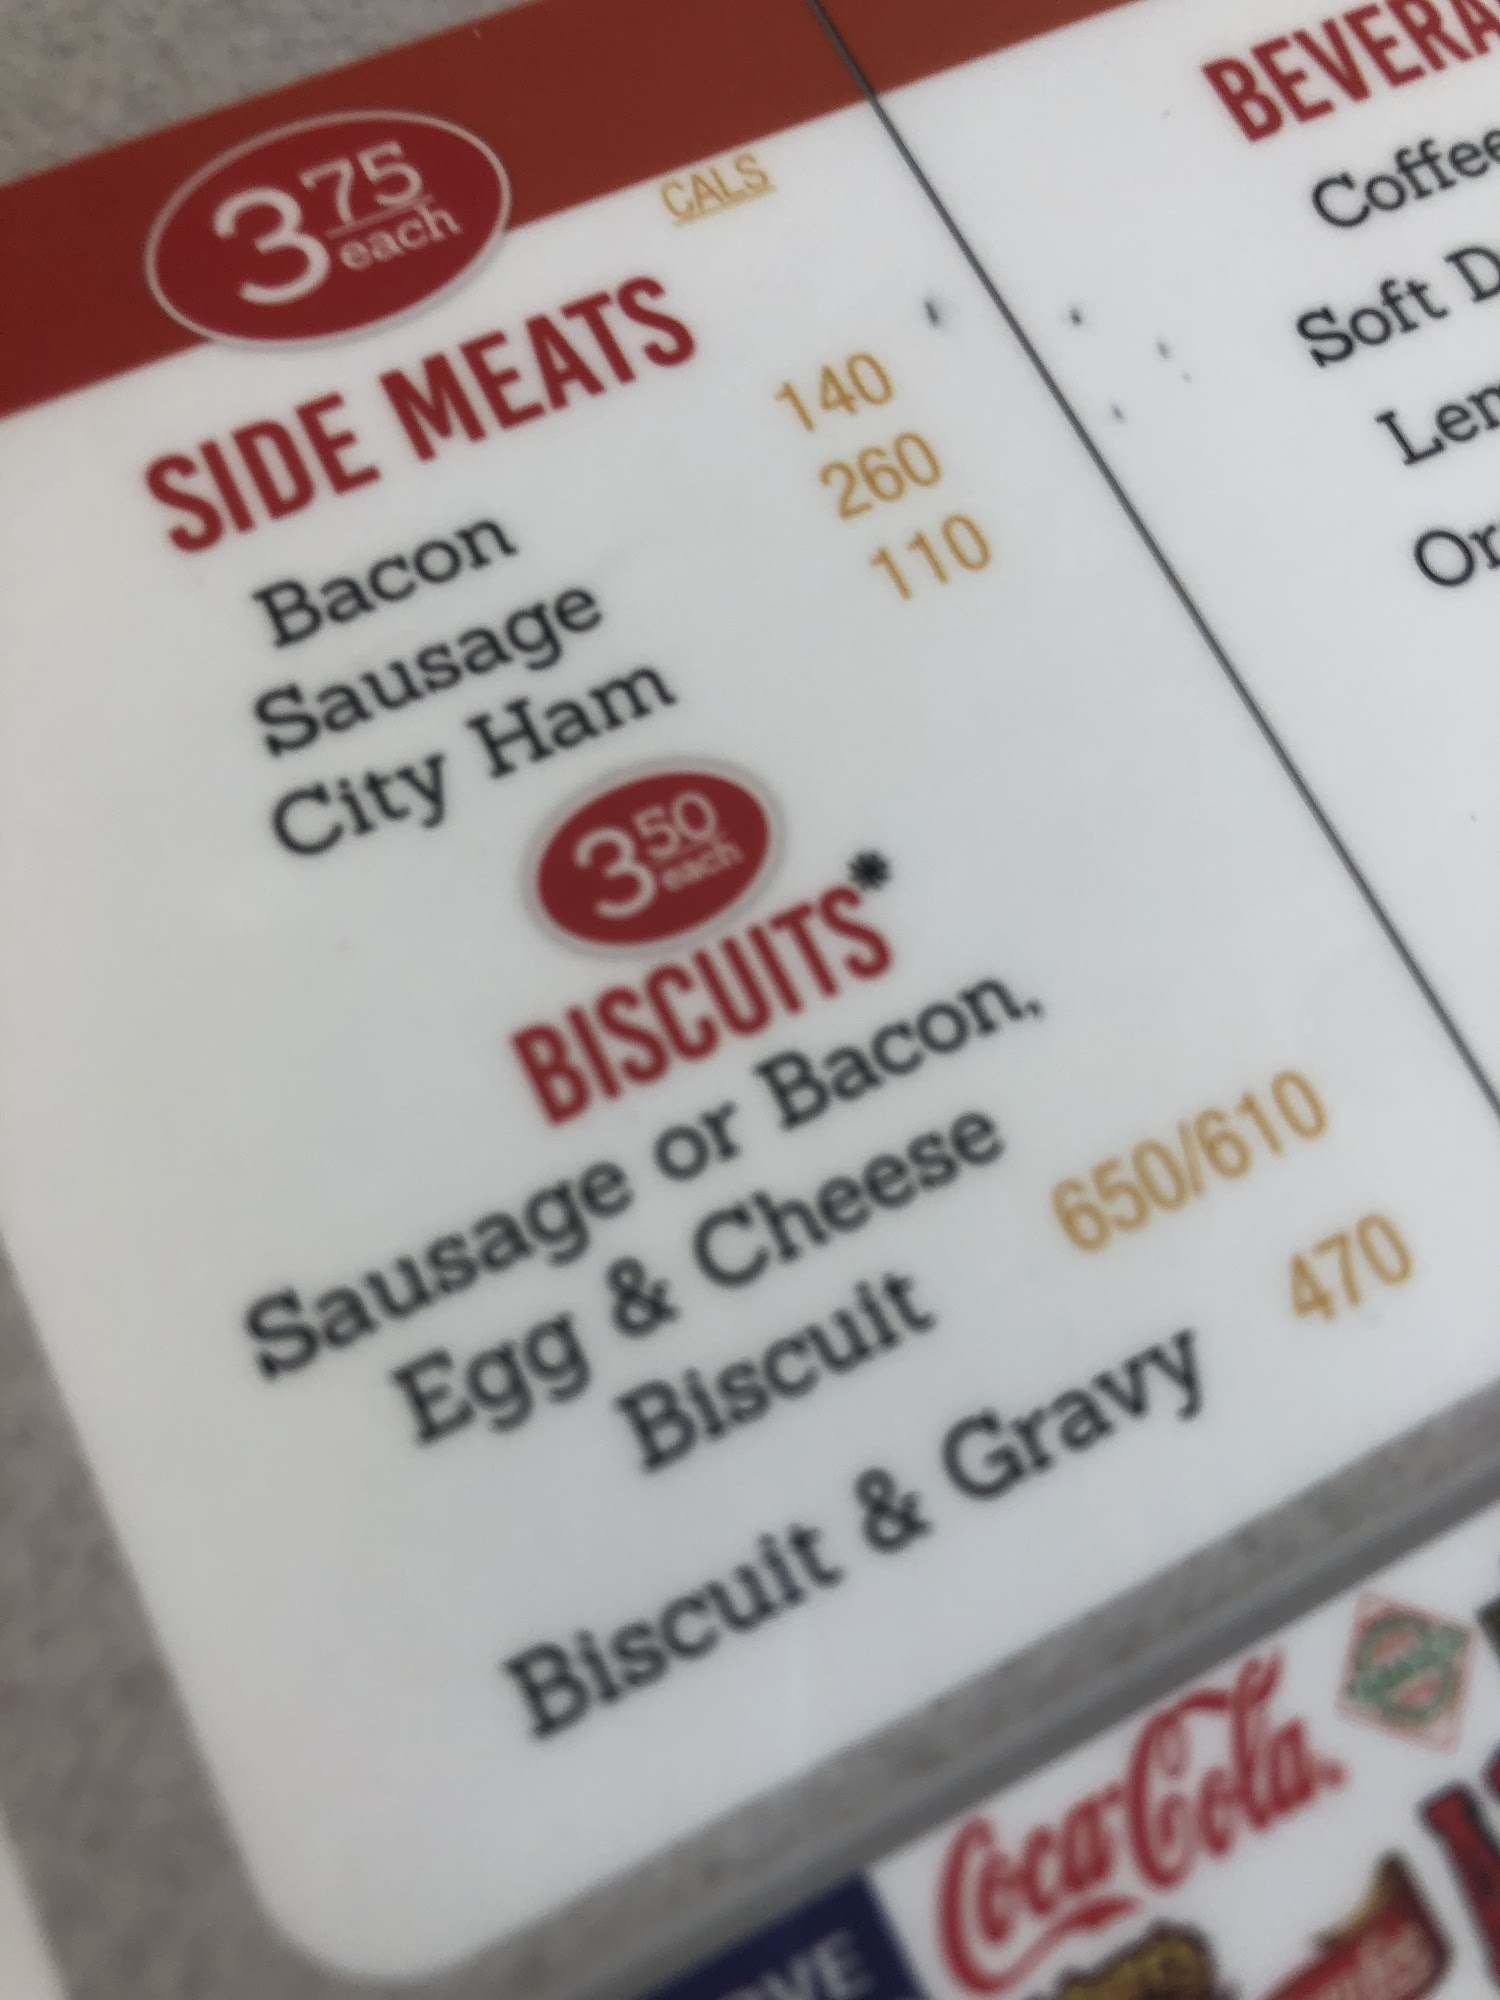 3.75 each
CALS
SIDE MEATS
Bacon 140
Sausage 260
City Ham 110
3.50 each
BISCUITS*
Sausage or Bacon,
Egg & Cheese
Biscuit 650/610
Biscuit & Gravy 470
BEVERA
Coffee
Soft D
Len
Or
Coca-Cola